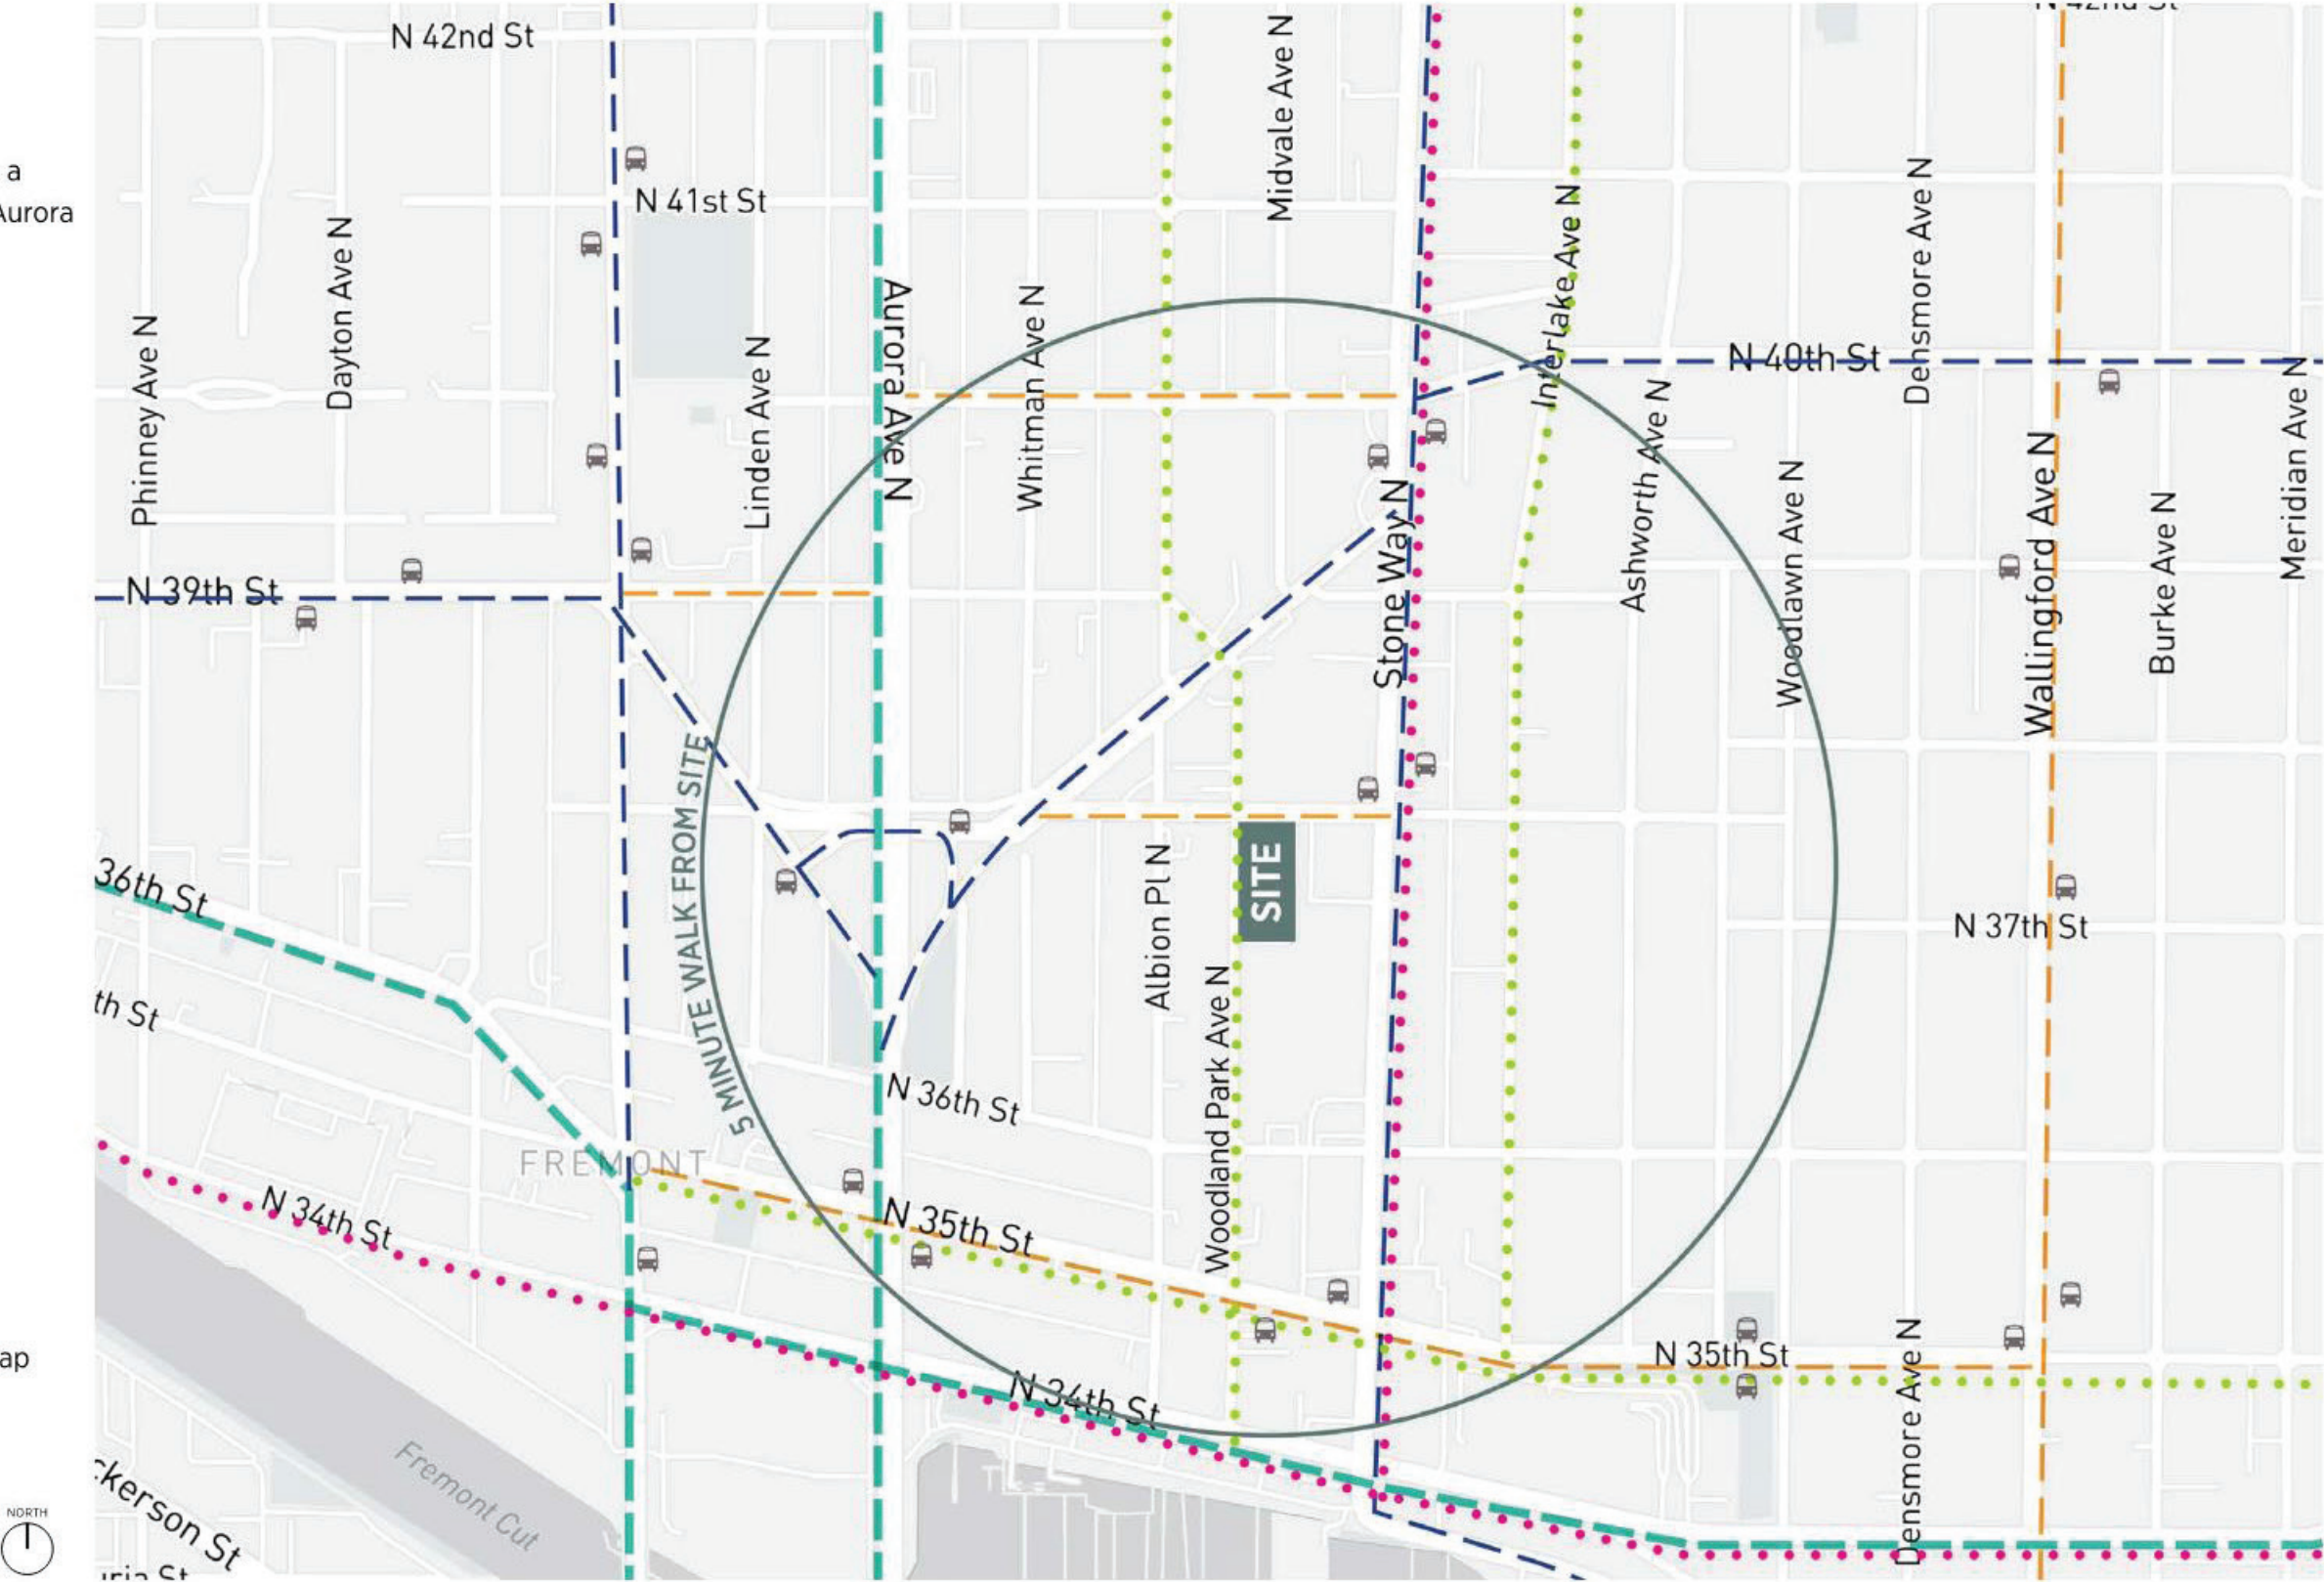 N 42nd St
N 42nd St
Midvale Ave N
a
Aurora
N 41st St
Dayton Ave N
Densmore Ave N
Interlake Ave N
Aurora Ave N
Whitman Ave N
Phinney Ave N
Linden Ave N
N 40th St
Meridian Ave N
Ashworth Ave N
Woodlawn Ave N
Wallingford Ave N
Burke Ave N
Stone Way N
N 39th St
5 MINUTE WALK FROM SITE
SITE
Albion Pl N
36th St
N 37th St
th St
Woodland Park Ave N
N 36th St
FREMONT
N 34th St
N 35th St
N 35th St
Densmore Ave N
ap
N 34th St
Fremont Cut
ckerson St
NORTH